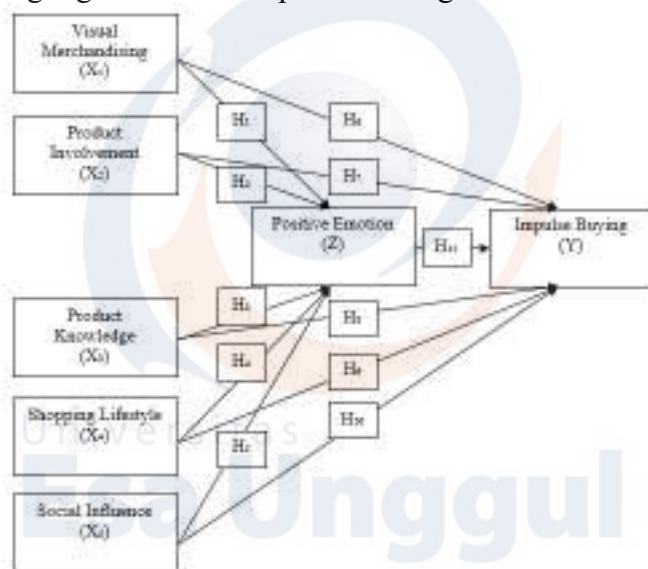 Visual
Merchandising
(X₁)
H₁
H₆
Product
Involvement
(X₂)
H₂
H₇
Positive Emotion
(Z)
H₁₁
Impulse Buying
(Y)
Product
Knowledge
(X₃)
H₃
H₈
H₄
H₉
Shopping Lifestyle
(X₄)
H₅
H₁₀
Social Influence
(X₅)
Universitas
Esa Unggul